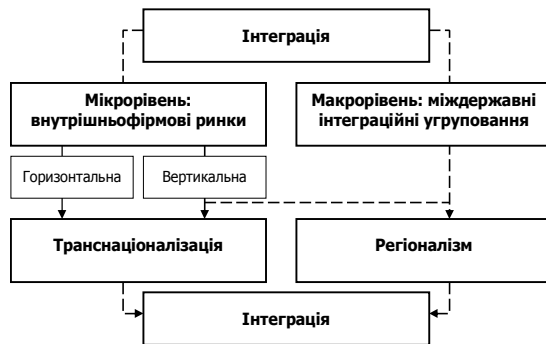 Інтеграція
Мікрорівень:
внутрішньофірмові ринки
Макрорівень: міждержавні
інтеграційні угруповання
Горизонтальна
Вертикальна
Транснаціоналізація
Регіоналізм
Інтеграція